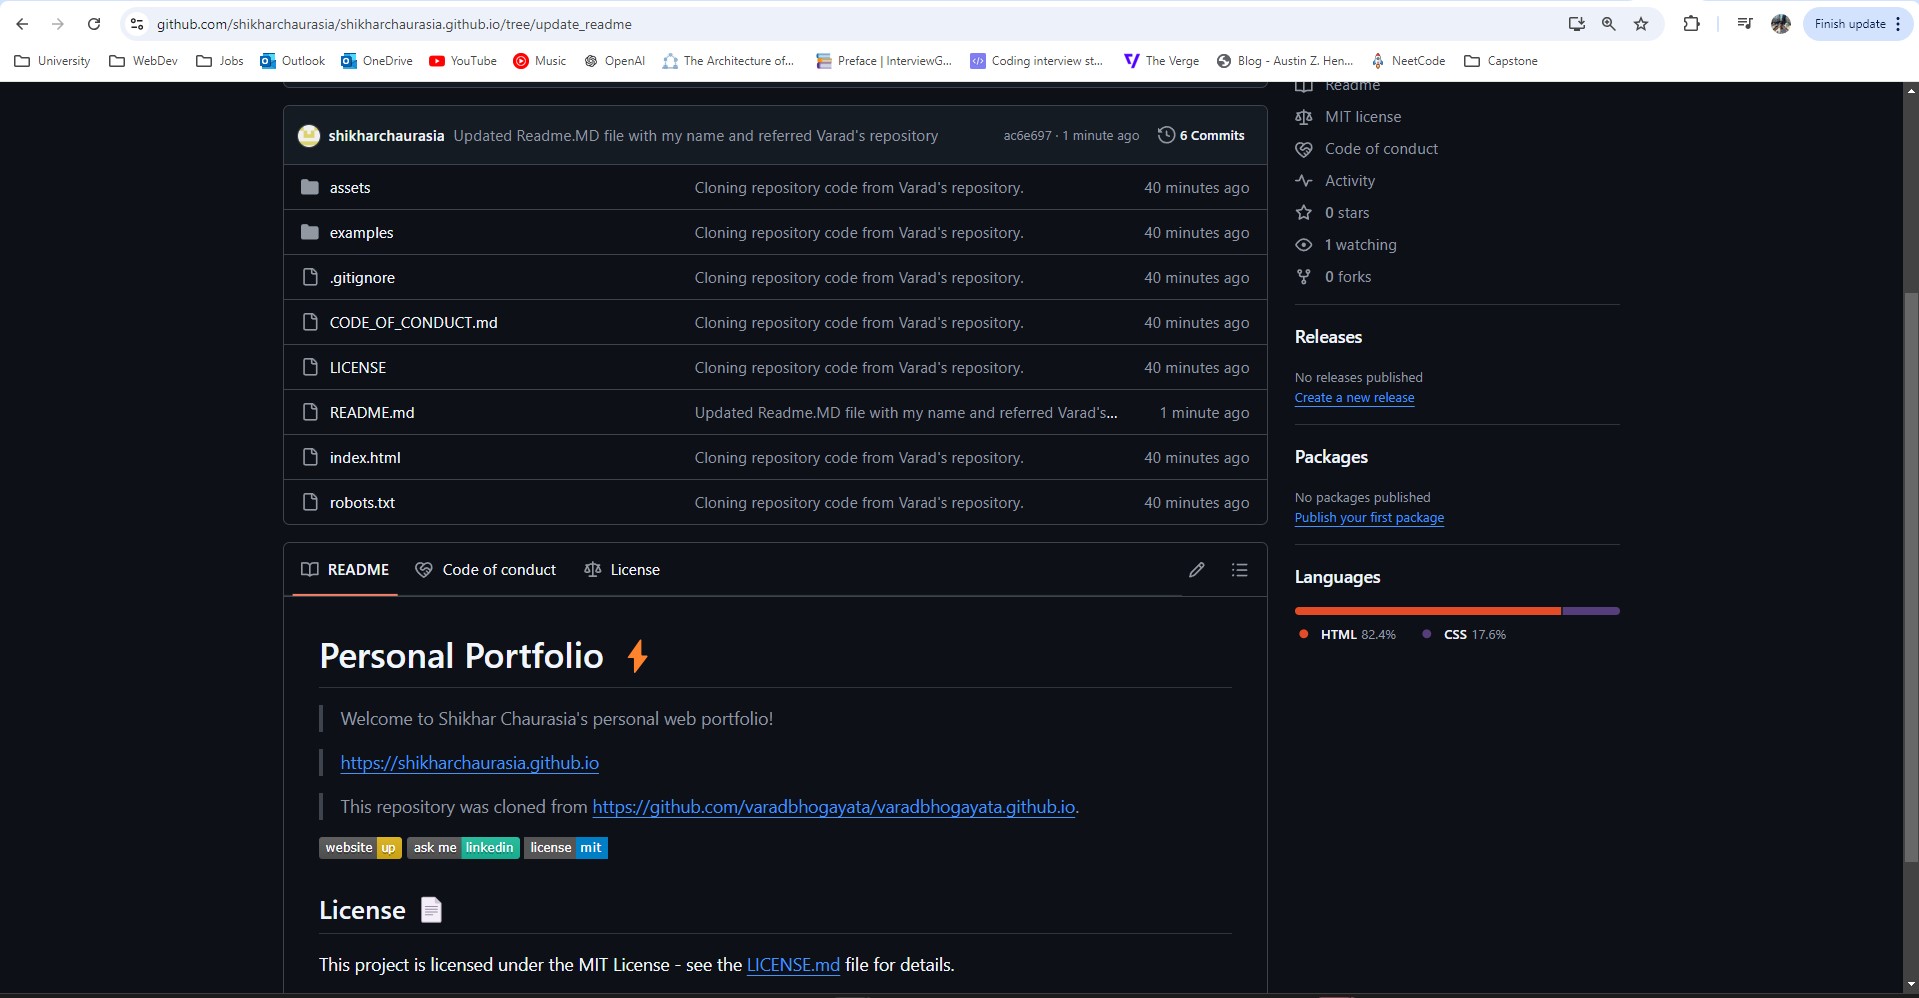 github.com/shikharchaurasia/shikharchaurasia.github.io/tree/update_readme
Finish update
University WebDev Jobs Outlook OneDrive YouTube Music OpenAI The Architecture of... Preface | InterviewG... Coding interview st... The Verge Blog - Austin Z. Hen... NeetCode Capstone
shikharchaurasia Updated Readme.MD file with my name and referred Varad's repository ac6e697 · 1 minute ago 6 Commits
assets Cloning repository code from Varad's repository. 40 minutes ago
examples Cloning repository code from Varad's repository. 40 minutes ago
.gitignore Cloning repository code from Varad's repository. 40 minutes ago
CODE_OF_CONDUCT.md Cloning repository code from Varad's repository. 40 minutes ago
LICENSE Cloning repository code from Varad's repository. 40 minutes ago
README.md Updated Readme.MD file with my name and referred Varad's... 1 minute ago
index.html Cloning repository code from Varad's repository. 40 minutes ago
robots.txt Cloning repository code from Varad's repository. 40 minutes ago
README Code of conduct License
Personal Portfolio ⚡
Welcome to Shikhar Chaurasia's personal web portfolio!
https://shikharchaurasia.github.io
This repository was cloned from https://github.com/varadbhogayata/varadbhogayata.github.io.
website up ask me linkedin license mit
License 📄
This project is licensed under the MIT License - see the LICENSE.md file for details.
Readme
MIT license
Code of conduct
Activity
0 stars
1 watching
0 forks
Releases
No releases published
Create a new release
Packages
No packages published
Publish your first package
Languages
HTML 82.4% CSS 17.6%